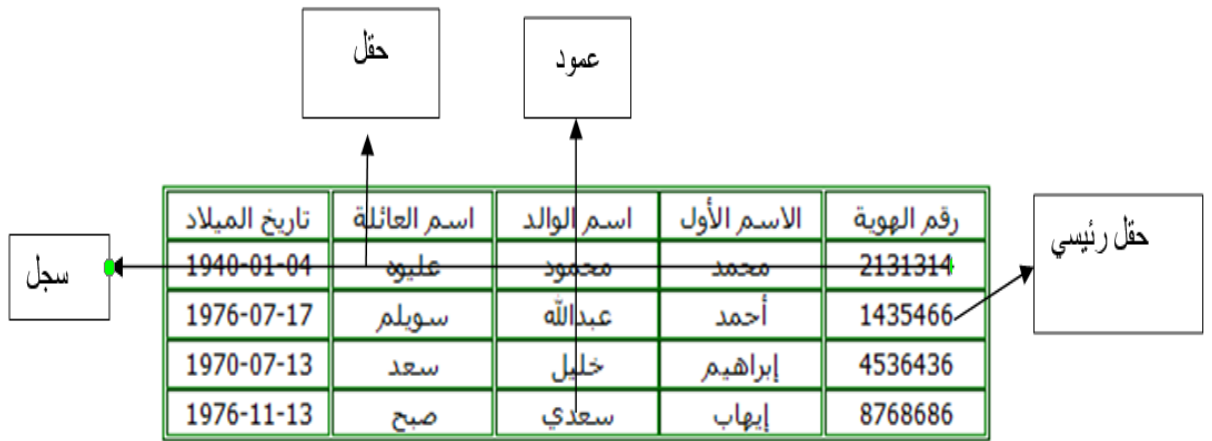 حقل
عمود
رقم الهوية الاسم الأول اسم الوالد اسم العائلة تاريخ الميلاد
2131314 محمد محمود عليوه 1940-01-04
1435466 أحمد عبدالله سويلم 1976-07-17
4536436 إبراهيم خليل سعد 1970-07-13
8768686 إيهاب سعدي صبح 1976-11-13
حقل رئيسي
سجل